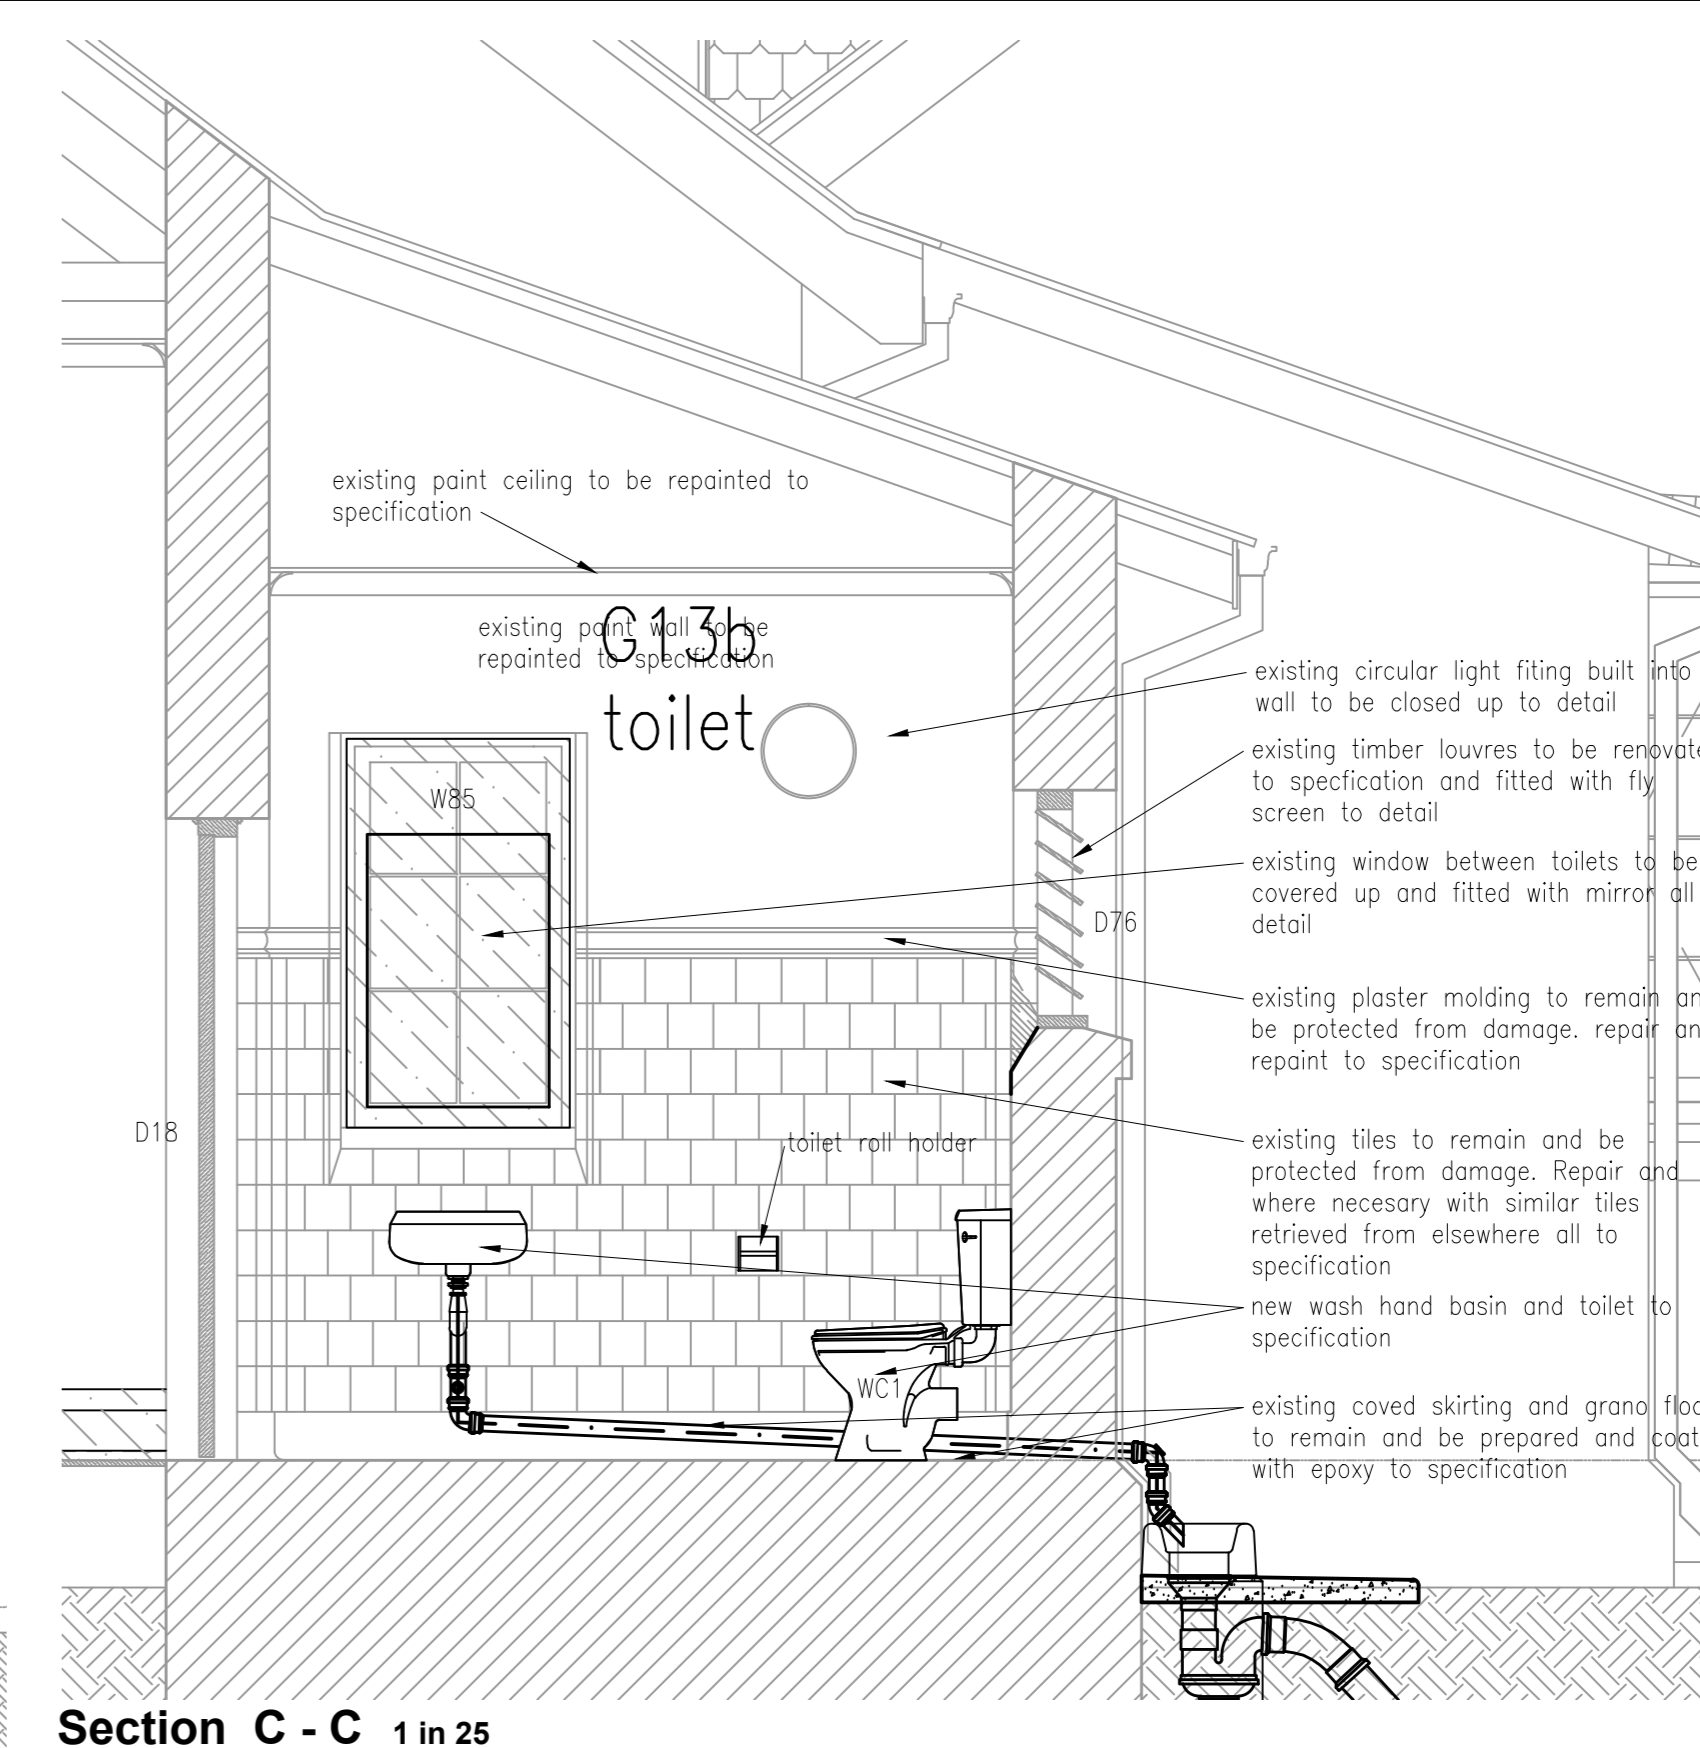 existing paint ceiling to be repainted to
specification
existing paint wall to be
repainted to specification
G13b
toilet
W85
existing circular light fiting built into
wall to be closed up to detail
existing timber louvres to be renovate
to specfication and fitted with fly
screen to detail
existing window between toilets to be
covered up and fitted with mirror all
detail
D76
existing plaster molding to remain an
be protected from damage. repair an
repaint to specification
D18
toilet roll holder
existing tiles to remain and be
protected from damage. Repair and
where necesary with similar tiles
retrieved from elsewhere all to
specification
new wash hand basin and toilet to
specification
WC1
existing coved skirting and grano floo
to remain and be prepared and coat
with epoxy to specification
Section C - C 1 in 25